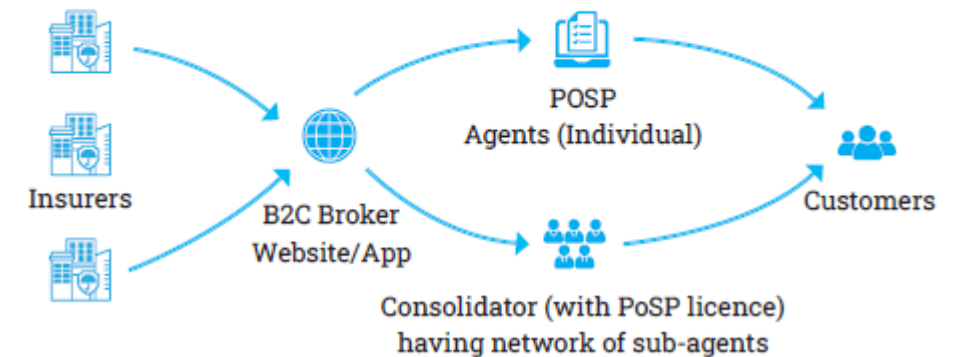 POSP
Agents (Individual)
Insurers
B2C Broker
Website/App
Customers
Consolidator (with PoSP licence)
having network of sub-agents